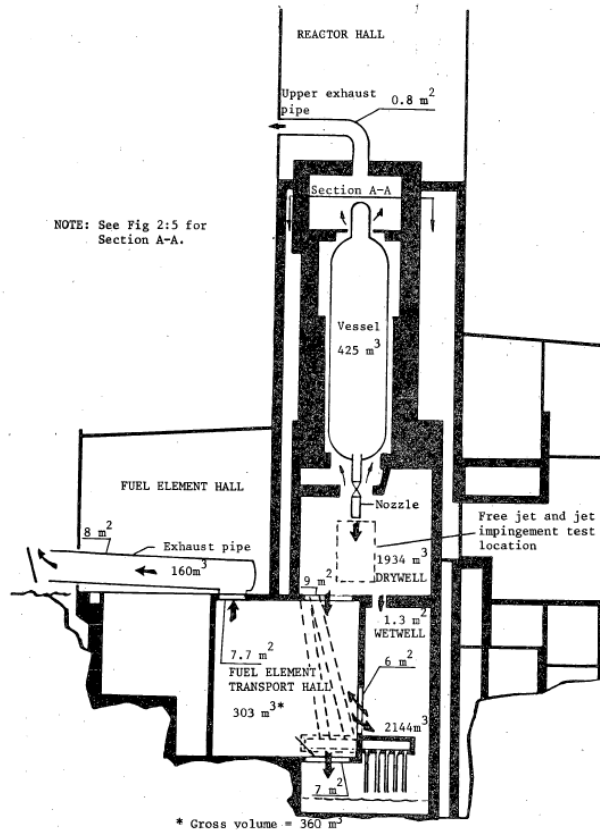 REACTOR HALL
Upper exhaust
pipe
0.8 m²
Section A-A
NOTE: See Fig 2:5 for
Section A-A.
Vessel
425 m³
FUEL ELEMENT HALL
Nozzle
Free jet and jet
impingement test
location
8 m²
Exhaust pipe
160m³
1934 m³
DRYWELL
9 m²
1.3 m²
WETWELL
7.7 m²
6 m²
FUEL ELEMENT
TRANSPORT HALL
303 m³*
2144m³
7 m²
* Gross volume = 360 m³